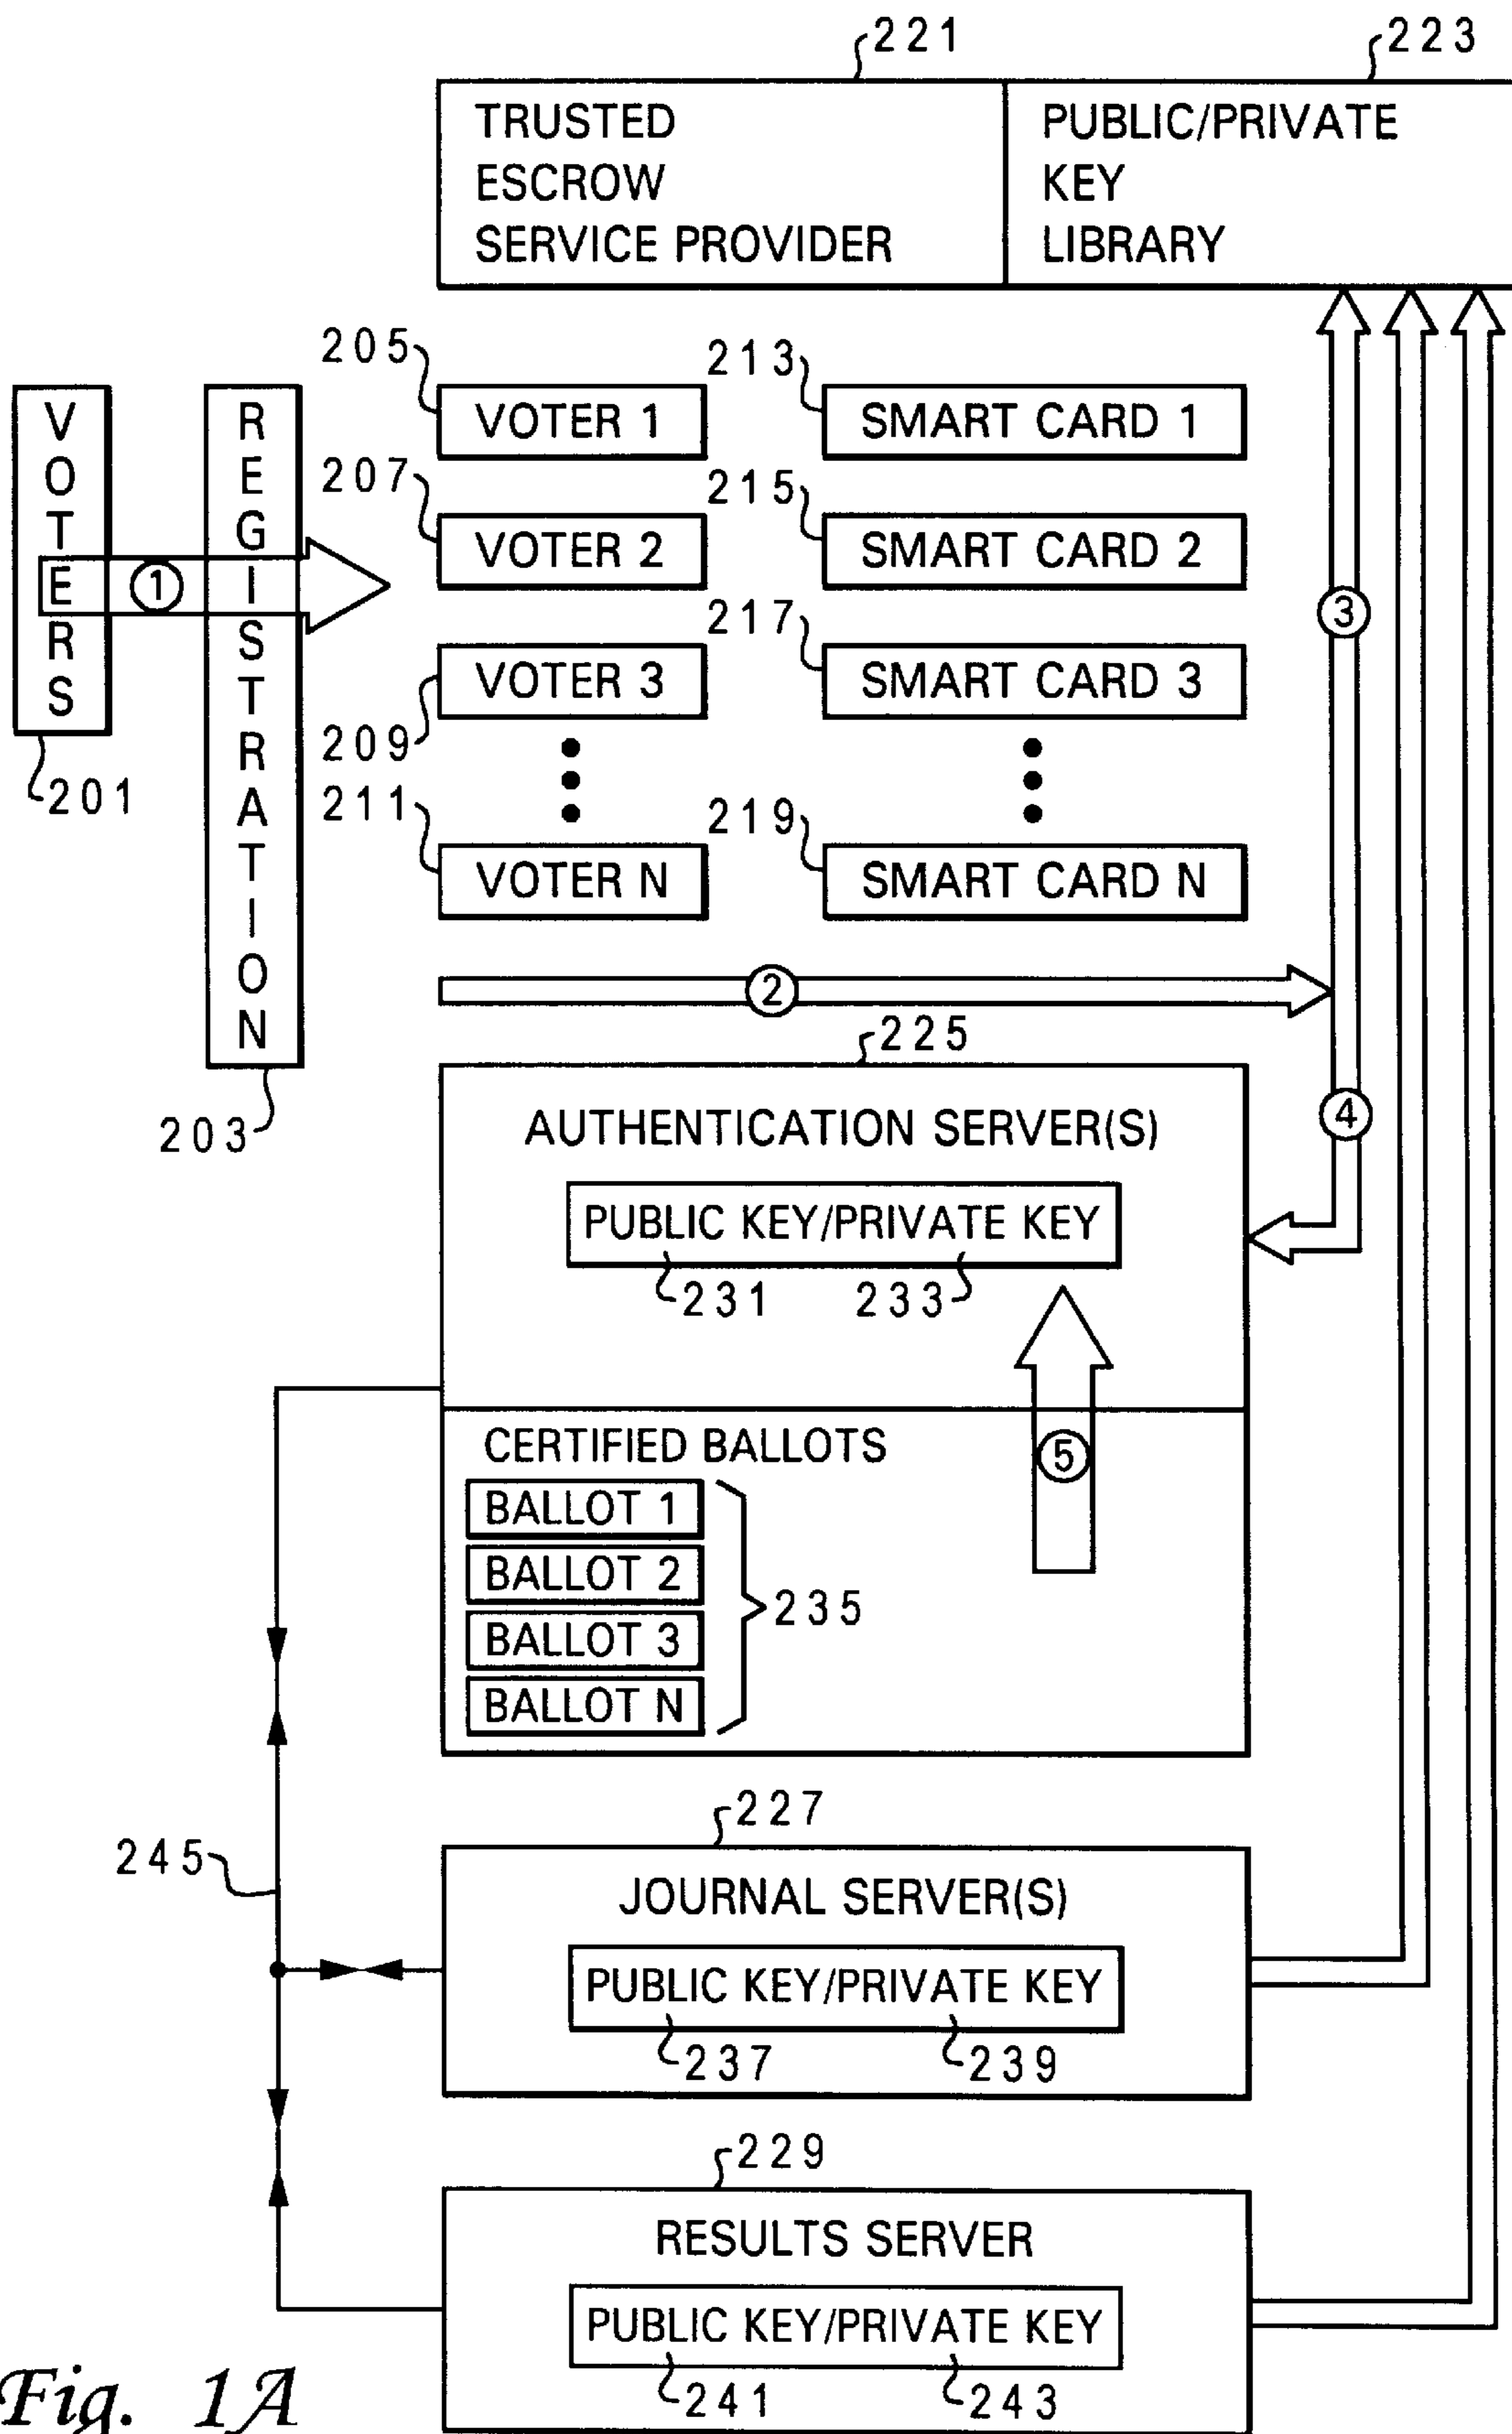 221
223
TRUSTED
ESCROW
SERVICE PROVIDER
PUBLIC/PRIVATE
KEY
LIBRARY
VOTERS
201
REGISTRATION
203
1
205
VOTER 1
213
SMART CARD 1
207
VOTER 2
215
SMART CARD 2
209
VOTER 3
217
SMART CARD 3
211
VOTER N
219
SMART CARD N
3
2
4
225
AUTHENTICATION SERVER(S)
PUBLIC KEY/PRIVATE KEY
231
233
5
CERTIFIED BALLOTS
BALLOT 1
BALLOT 2
BALLOT 3
BALLOT N
235
245
227
JOURNAL SERVER(S)
PUBLIC KEY/PRIVATE KEY
237
239
229
RESULTS SERVER
PUBLIC KEY/PRIVATE KEY
241
243
Fig. 1A